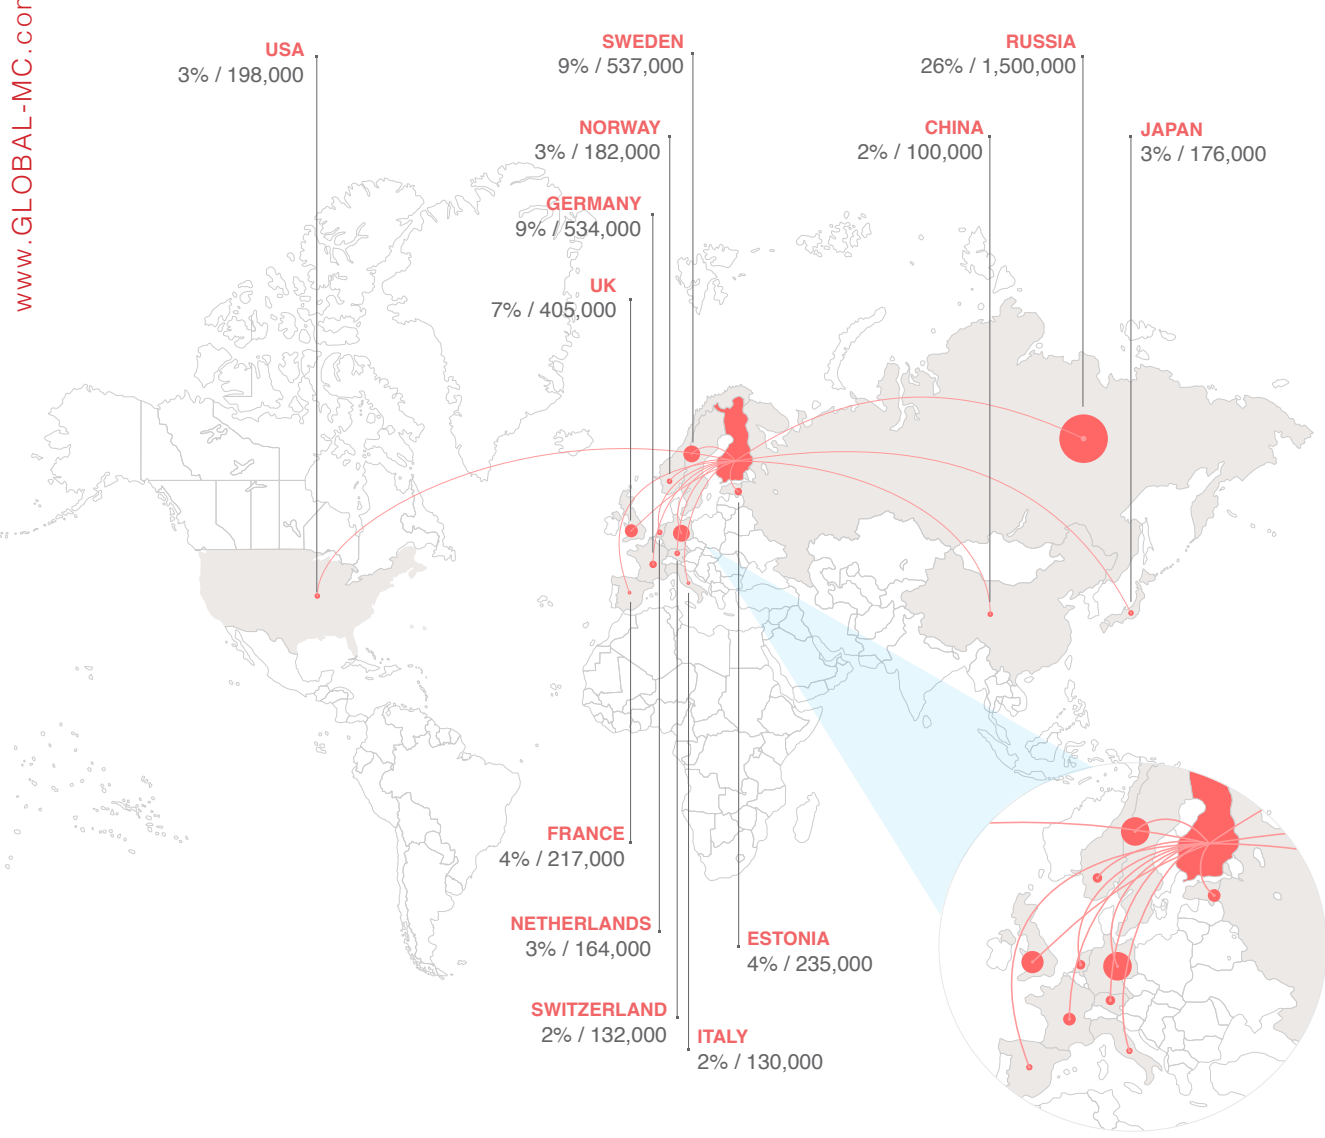 www.GLOBAL-MC.com
USA
3% / 198,000
SWEDEN
9% / 537,000
RUSSIA
26% / 1,500,000
NORWAY
3% / 182,000
CHINA
2% / 100,000
JAPAN
3% / 176,000
GERMANY
9% / 534,000
UK
7% / 405,000
FRANCE
4% / 217,000
NETHERLANDS
3% / 164,000
ESTONIA
4% / 235,000
SWITZERLAND
2% / 132,000
ITALY
2% / 130,000